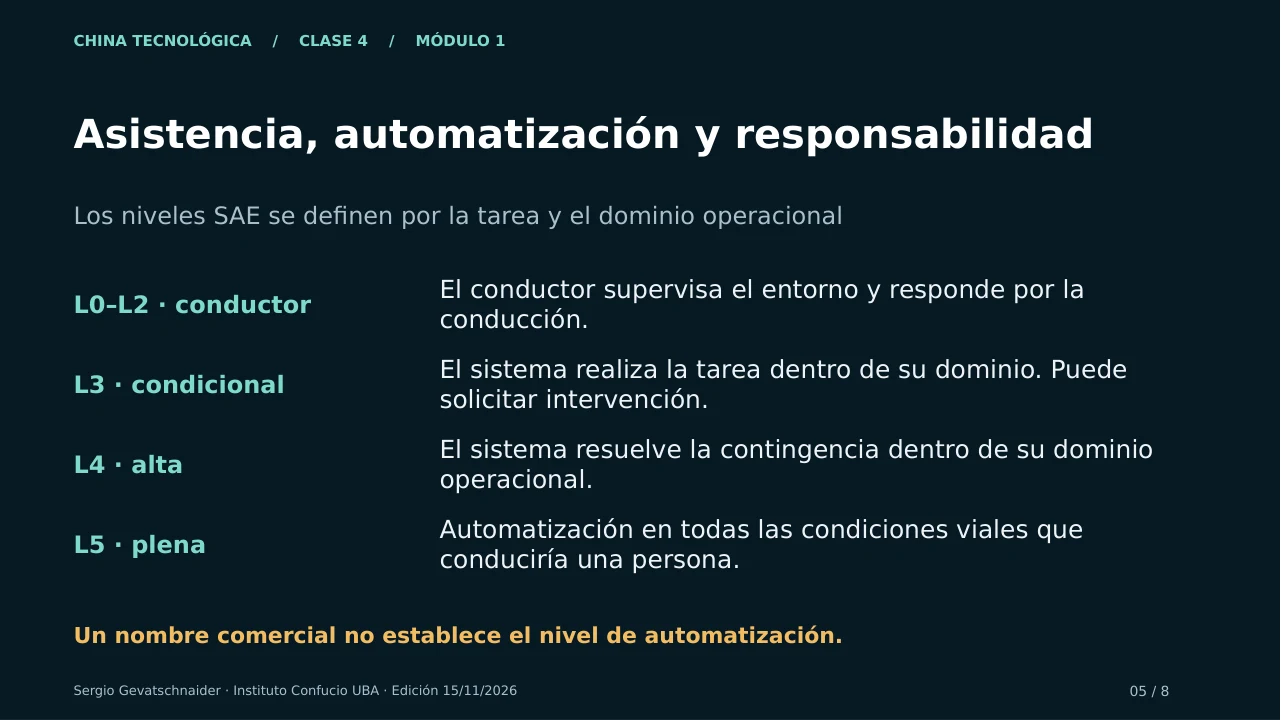 CHINA TECNOLÓGICA / CLASE 4 / MÓDULO 1
Asistencia, automatización y responsabilidad
Los niveles SAE se definen por la tarea y el dominio operacional
L0–L2 · conductor
El conductor supervisa el entorno y responde por la
conducción.
L3 · condicional
El sistema realiza la tarea dentro de su dominio. Puede
solicitar intervención.
L4 · alta
El sistema resuelve la contingencia dentro de su dominio
operacional.
L5 · plena
Automatización en todas las condiciones viales que
conduciría una persona.
Un nombre comercial no establece el nivel de automatización.
Sergio Gevatschnaider · Instituto Confucio UBA · Edición 15/11/2026
05 / 8